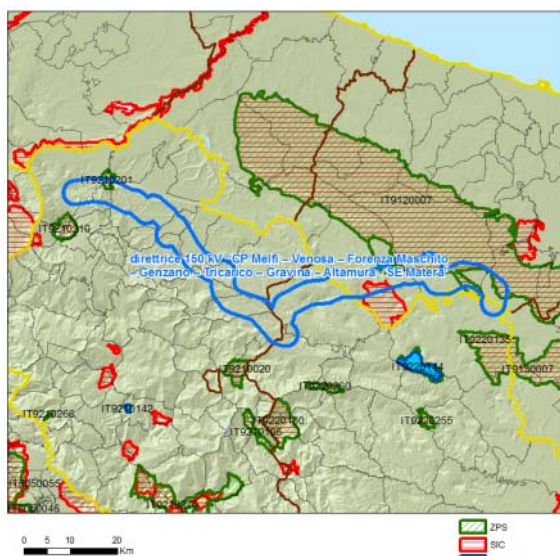 IT9210201
IT9120007
IT9210210
direttrice 150 kV "CP Melfi – Venosa – Forenza Maschito
– Genzano – Tricarico – Gravina – Altamura – SE Matera"
IT9220135
IT9130007
IT9210020
IT9220255
IT9210266
IT9210142
0 5 10 20
Km
ZPS
SIC